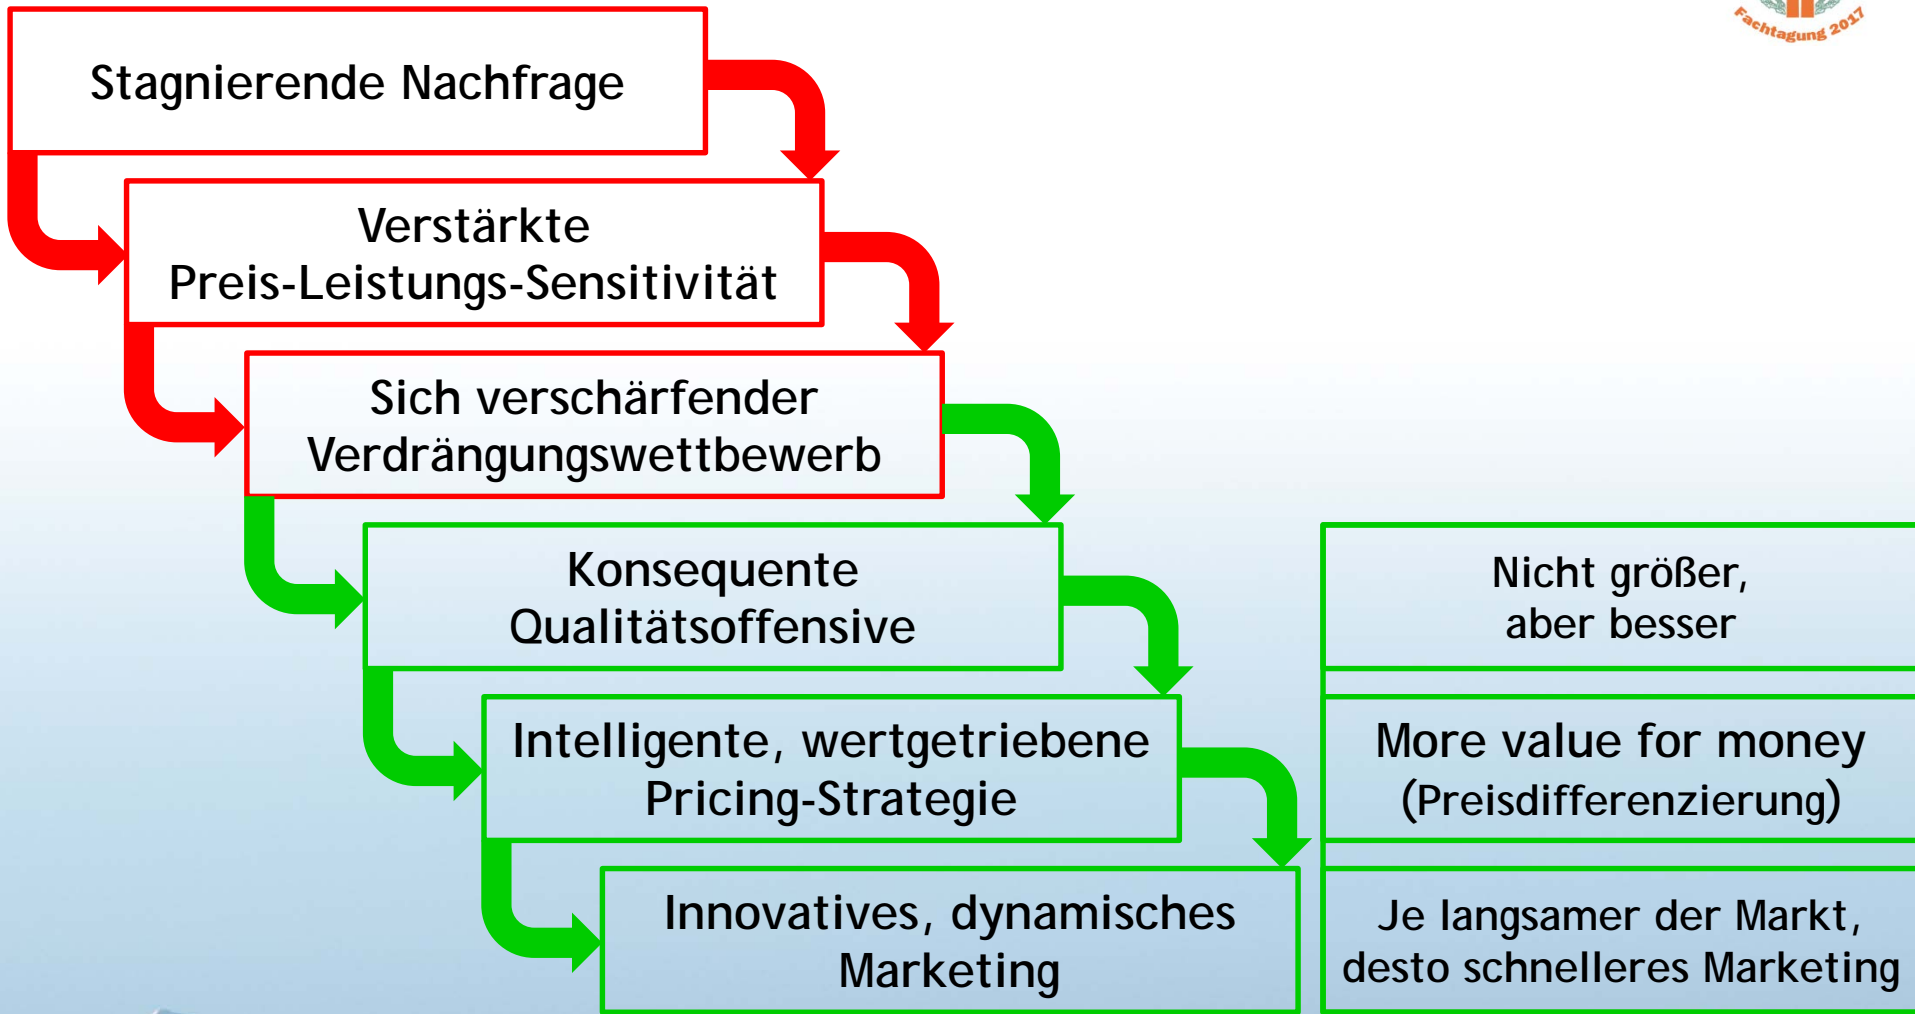 Fachtagung 2017
Stagnierende Nachfrage
Verstärkte
Preis-Leistungs-Sensitivität
Sich verschärfender
Verdrängungswettbewerb
Konsequente
Qualitätsoffensive
Nicht größer,
aber besser
Intelligente, wertgetriebene
Pricing-Strategie
More value for money
(Preisdifferenzierung)
Innovatives, dynamisches
Marketing
Je langsamer der Markt,
desto schnelleres Marketing